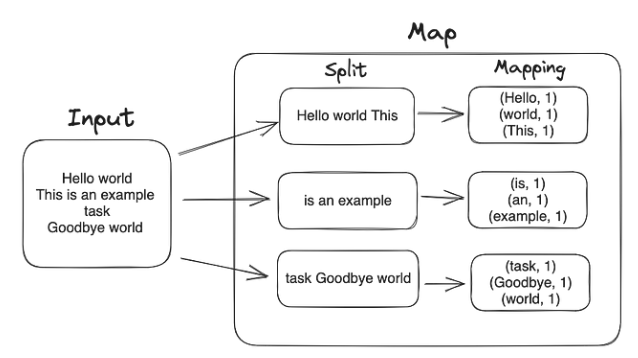 Map
Split
Mapping
Input
Hello world
This is an example
task
Goodbye world
Hello world This
(Hello, 1)
(world, 1)
(This, 1)
is an example
(is, 1)
(an, 1)
(example, 1)
task Goodbye world
(task, 1)
(Goodbye, 1)
(world, 1)